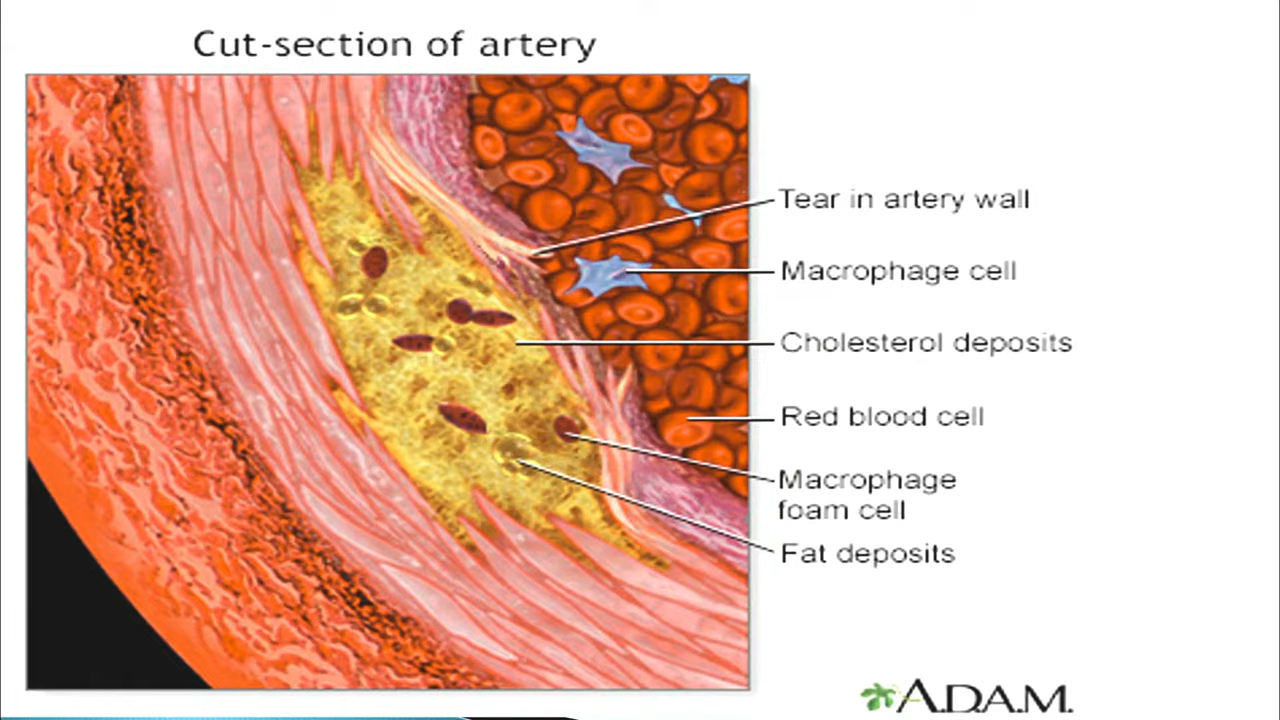 Cut-section of artery
Tear in artery wall
Macrophage cell
Cholesterol deposits
Red blood cell
Macrophage
foam cell
Fat deposits
A.D.A.M.